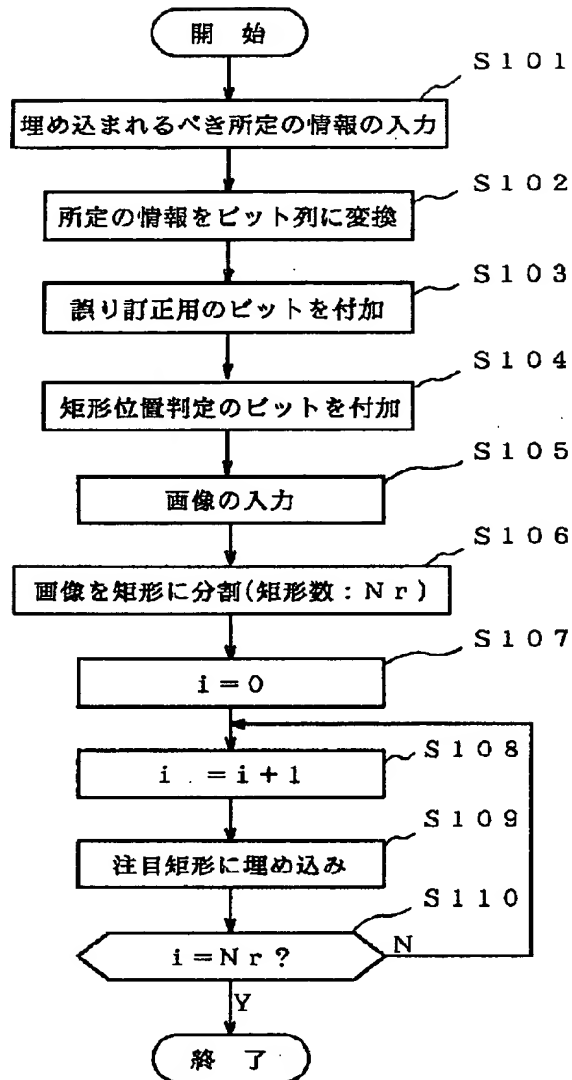 開 始
S101
埋め込まれるべき所定の情報の入力
S102
所定の情報をビット列に変換
S103
誤り訂正用のビットを付加
S104
矩形位置判定のビットを付加
S105
画像の入力
S106
画像を矩形に分割(矩形数:Nr)
S107
i=0
S108
i =i+1
S109
注目矩形に埋め込み
S110
i=Nr?
N
Y
終 了